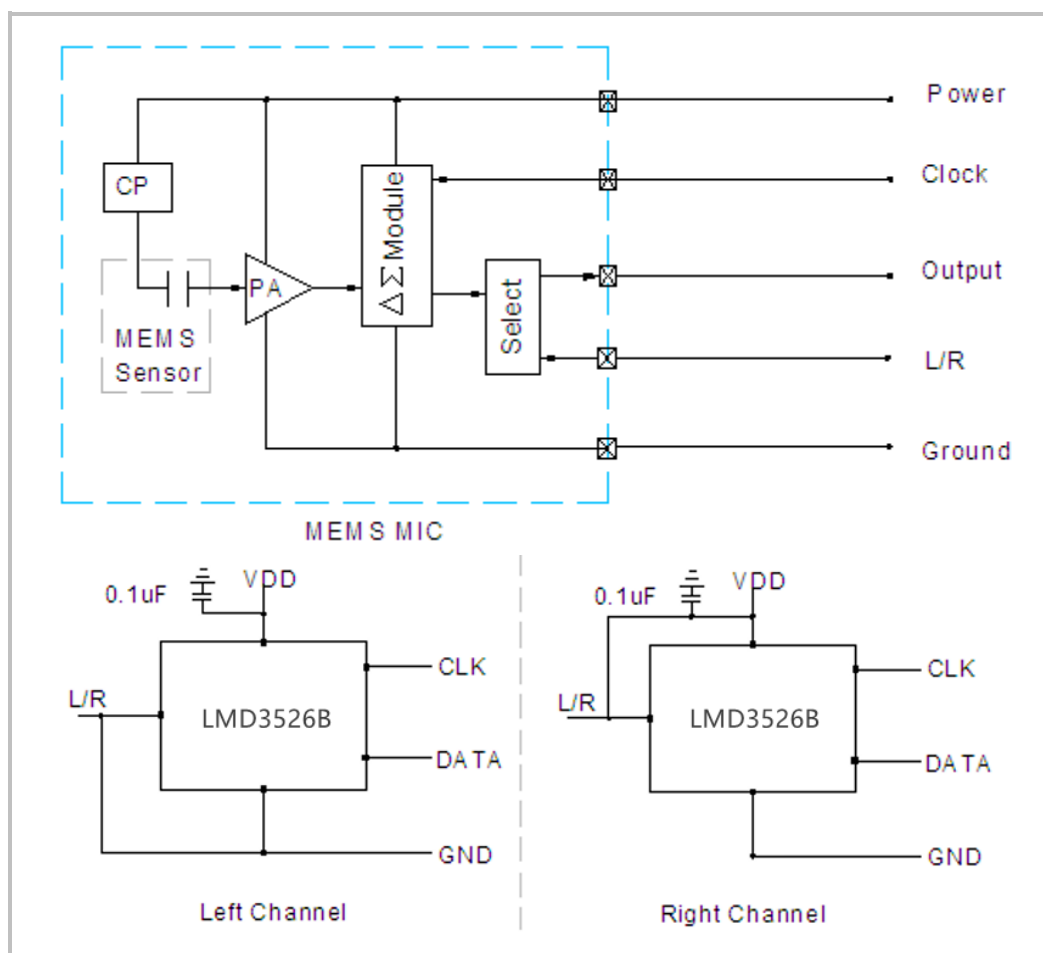 Power
CP
Clock
ΔΣ Module
PA
Output
Select
MEMS
Sensor
L/R
Ground
MEMS MIC
0.1uF
VDD
L/R
LMD3526B
CLK
DATA
GND
Left Channel
0.1uF
VDD
L/R
LMD3526B
CLK
DATA
GND
Right Channel